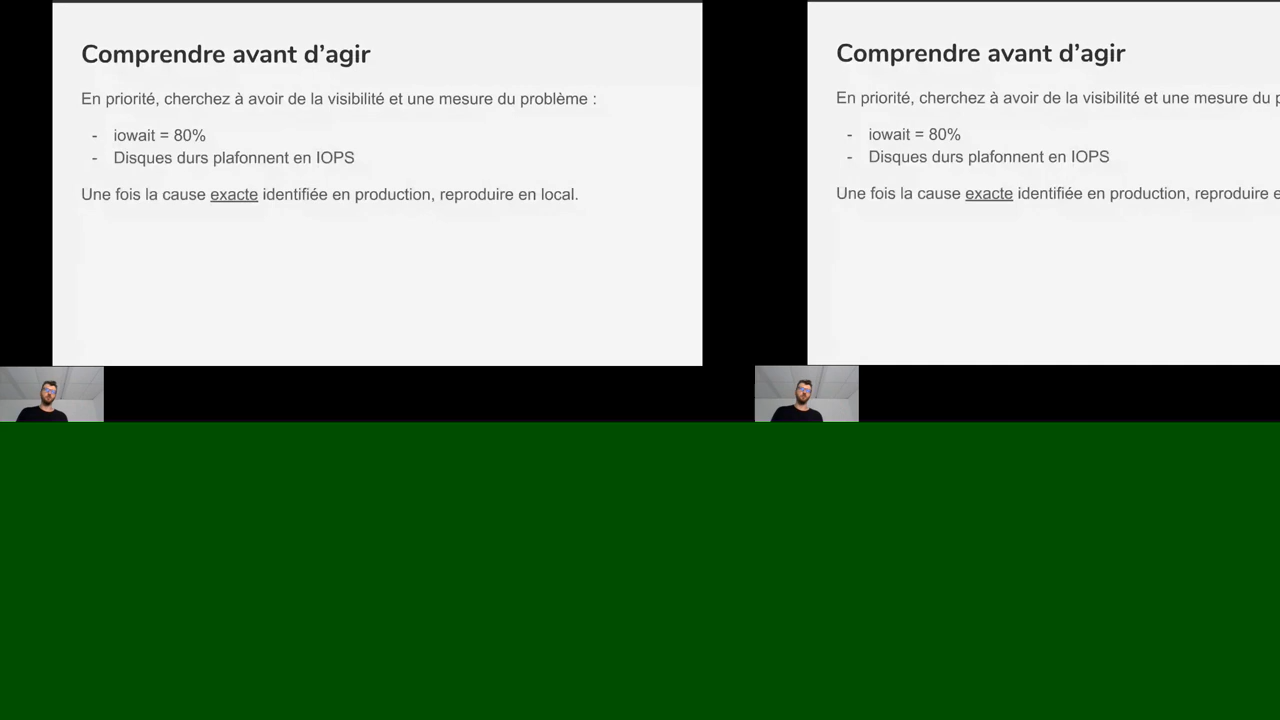 Comprendre avant d’agir
En priorité, cherchez à avoir de la visibilité et une mesure du problème :
- iowait = 80%
- Disques durs plafonnent en IOPS
Une fois la cause exacte identifiée en production, reproduire en local.
Comprendre avant d’agir
En priorité, cherchez à avoir de la visibilité et une mesure du
- iowait = 80%
- Disques durs plafonnent en IOPS
Une fois la cause exacte identifiée en production, reproduire